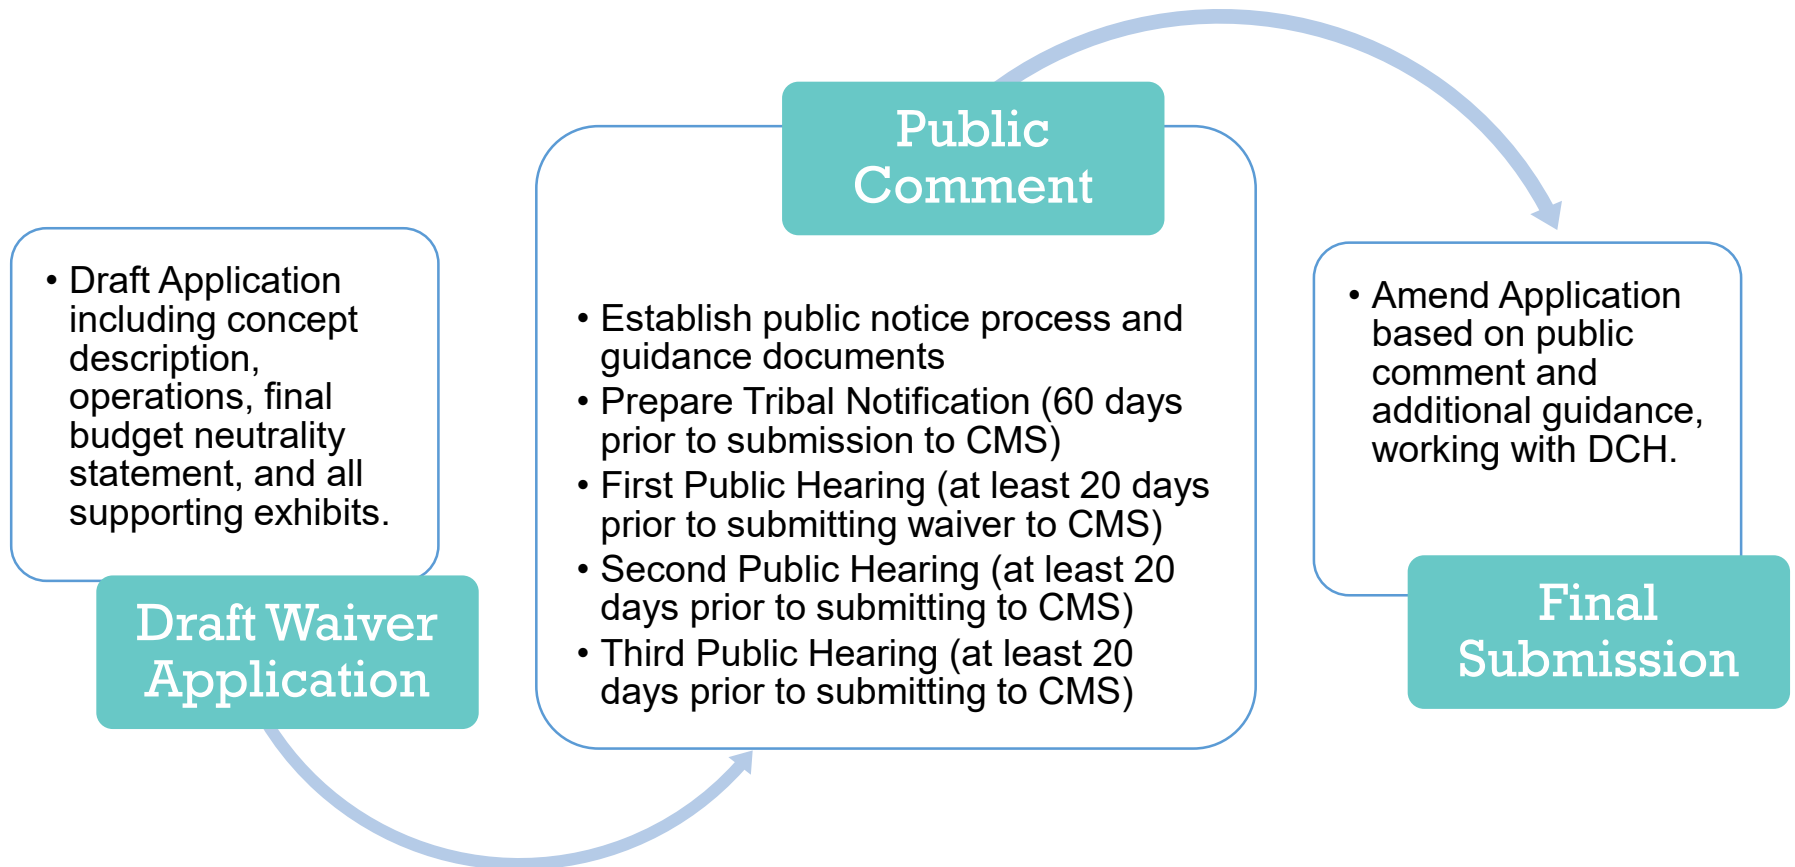 • Draft Application
including concept
description,
operations, final
budget neutrality
statement, and all
supporting exhibits.
Draft Waiver
Application
Public
Comment
• Establish public notice process and
guidance documents
• Prepare Tribal Notification (60 days
prior to submission to CMS)
• First Public Hearing (at least 20 days
prior to submitting waiver to CMS)
• Second Public Hearing (at least 20
days prior to submitting to CMS)
• Third Public Hearing (at least 20
days prior to submitting to CMS)
• Amend Application
based on public
comment and
additional guidance,
working with DCH.
Final
Submission